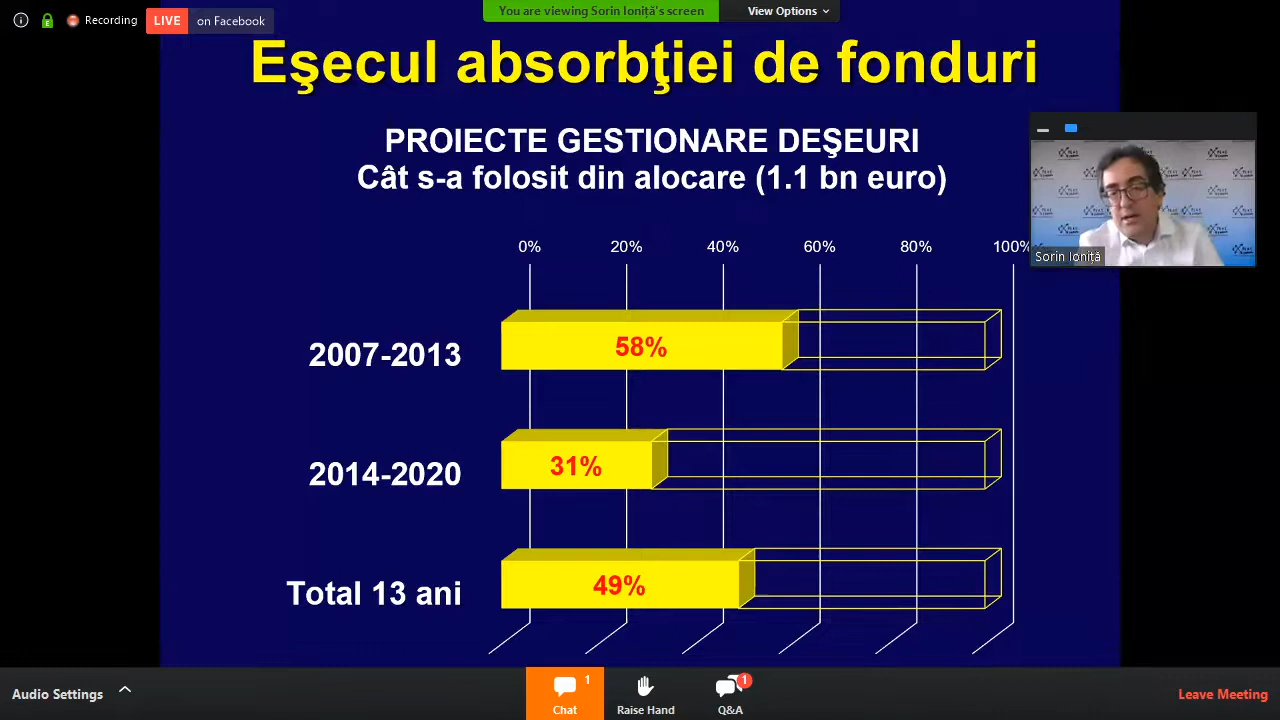 Recording
LIVE on Facebook
You are viewing Sorin Ioniță's screen
View Options
Eşecul absorbţiei de fonduri
PROIECTE GESTIONARE DEŞEURI
Cât s-a folosit din alocare (1.1 bn euro)
0% 20% 40% 60% 80% 100%
Sorin Ioniță
2007-2013 58%
2014-2020 31%
Total 13 ani 49%
Audio Settings
Chat 1
Raise Hand
Q&A 1
Leave Meeting